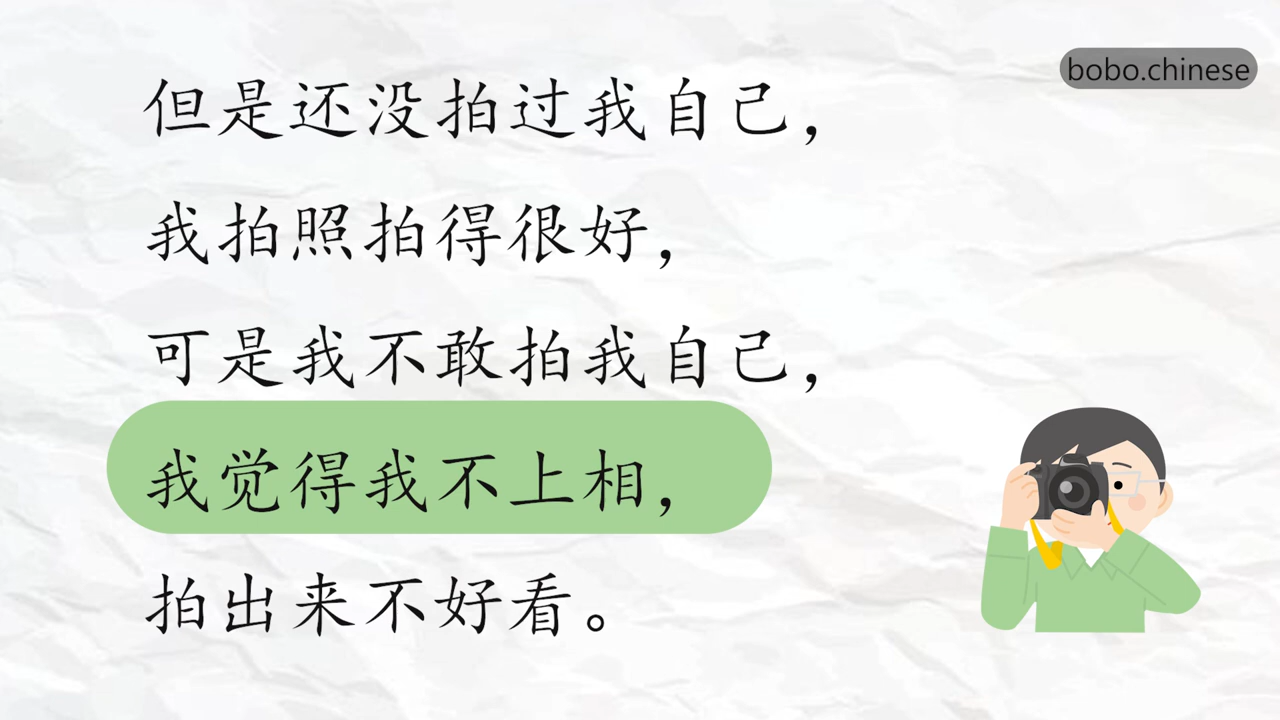 bobo.chinese
但是还没拍过我自己，
我拍照拍得很好，
可是我不敢拍我自己，
我觉得我不上相，
拍出来不好看。